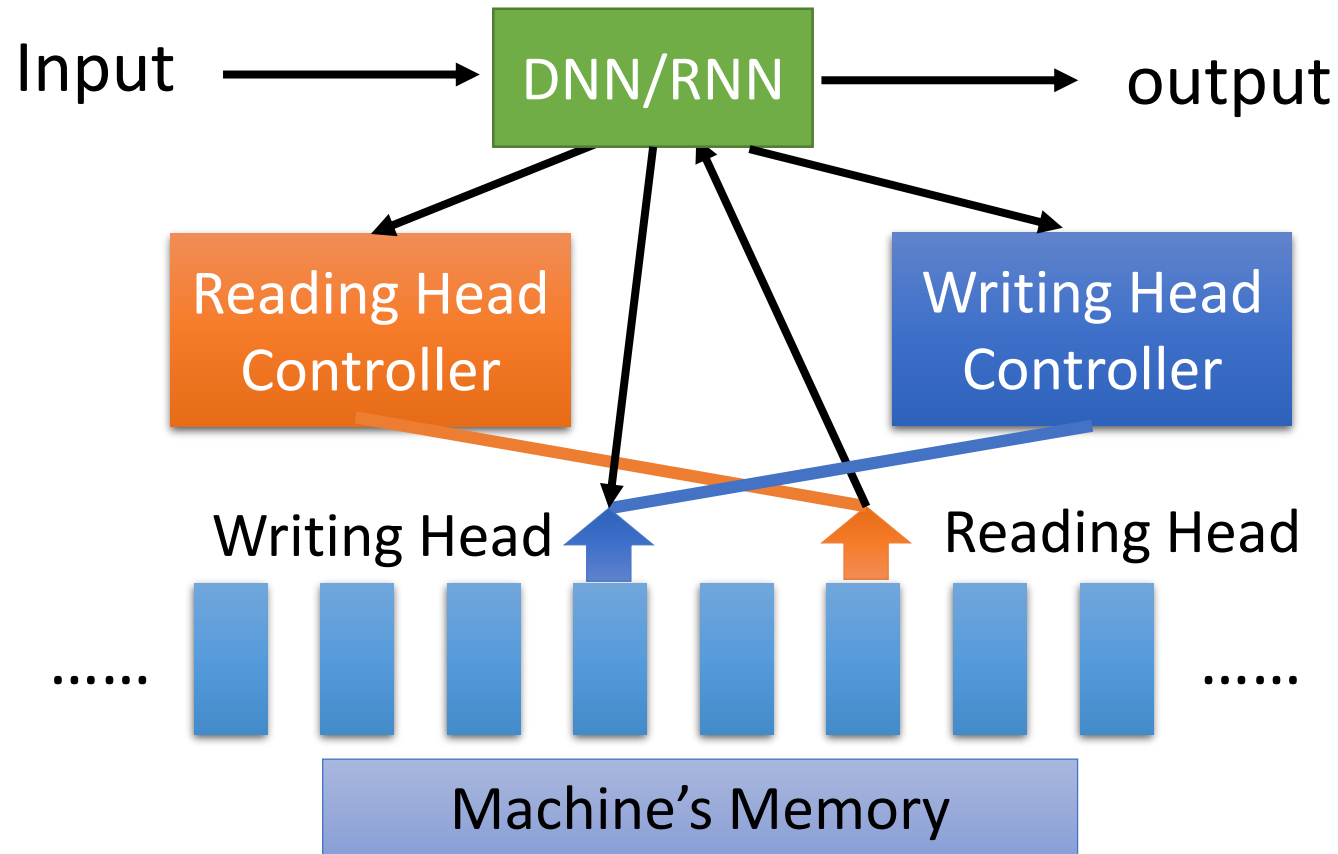 Input
DNN/RNN
output
Reading Head
Controller
Writing Head
Controller
Writing Head
Reading Head
……
……
Machine’s Memory